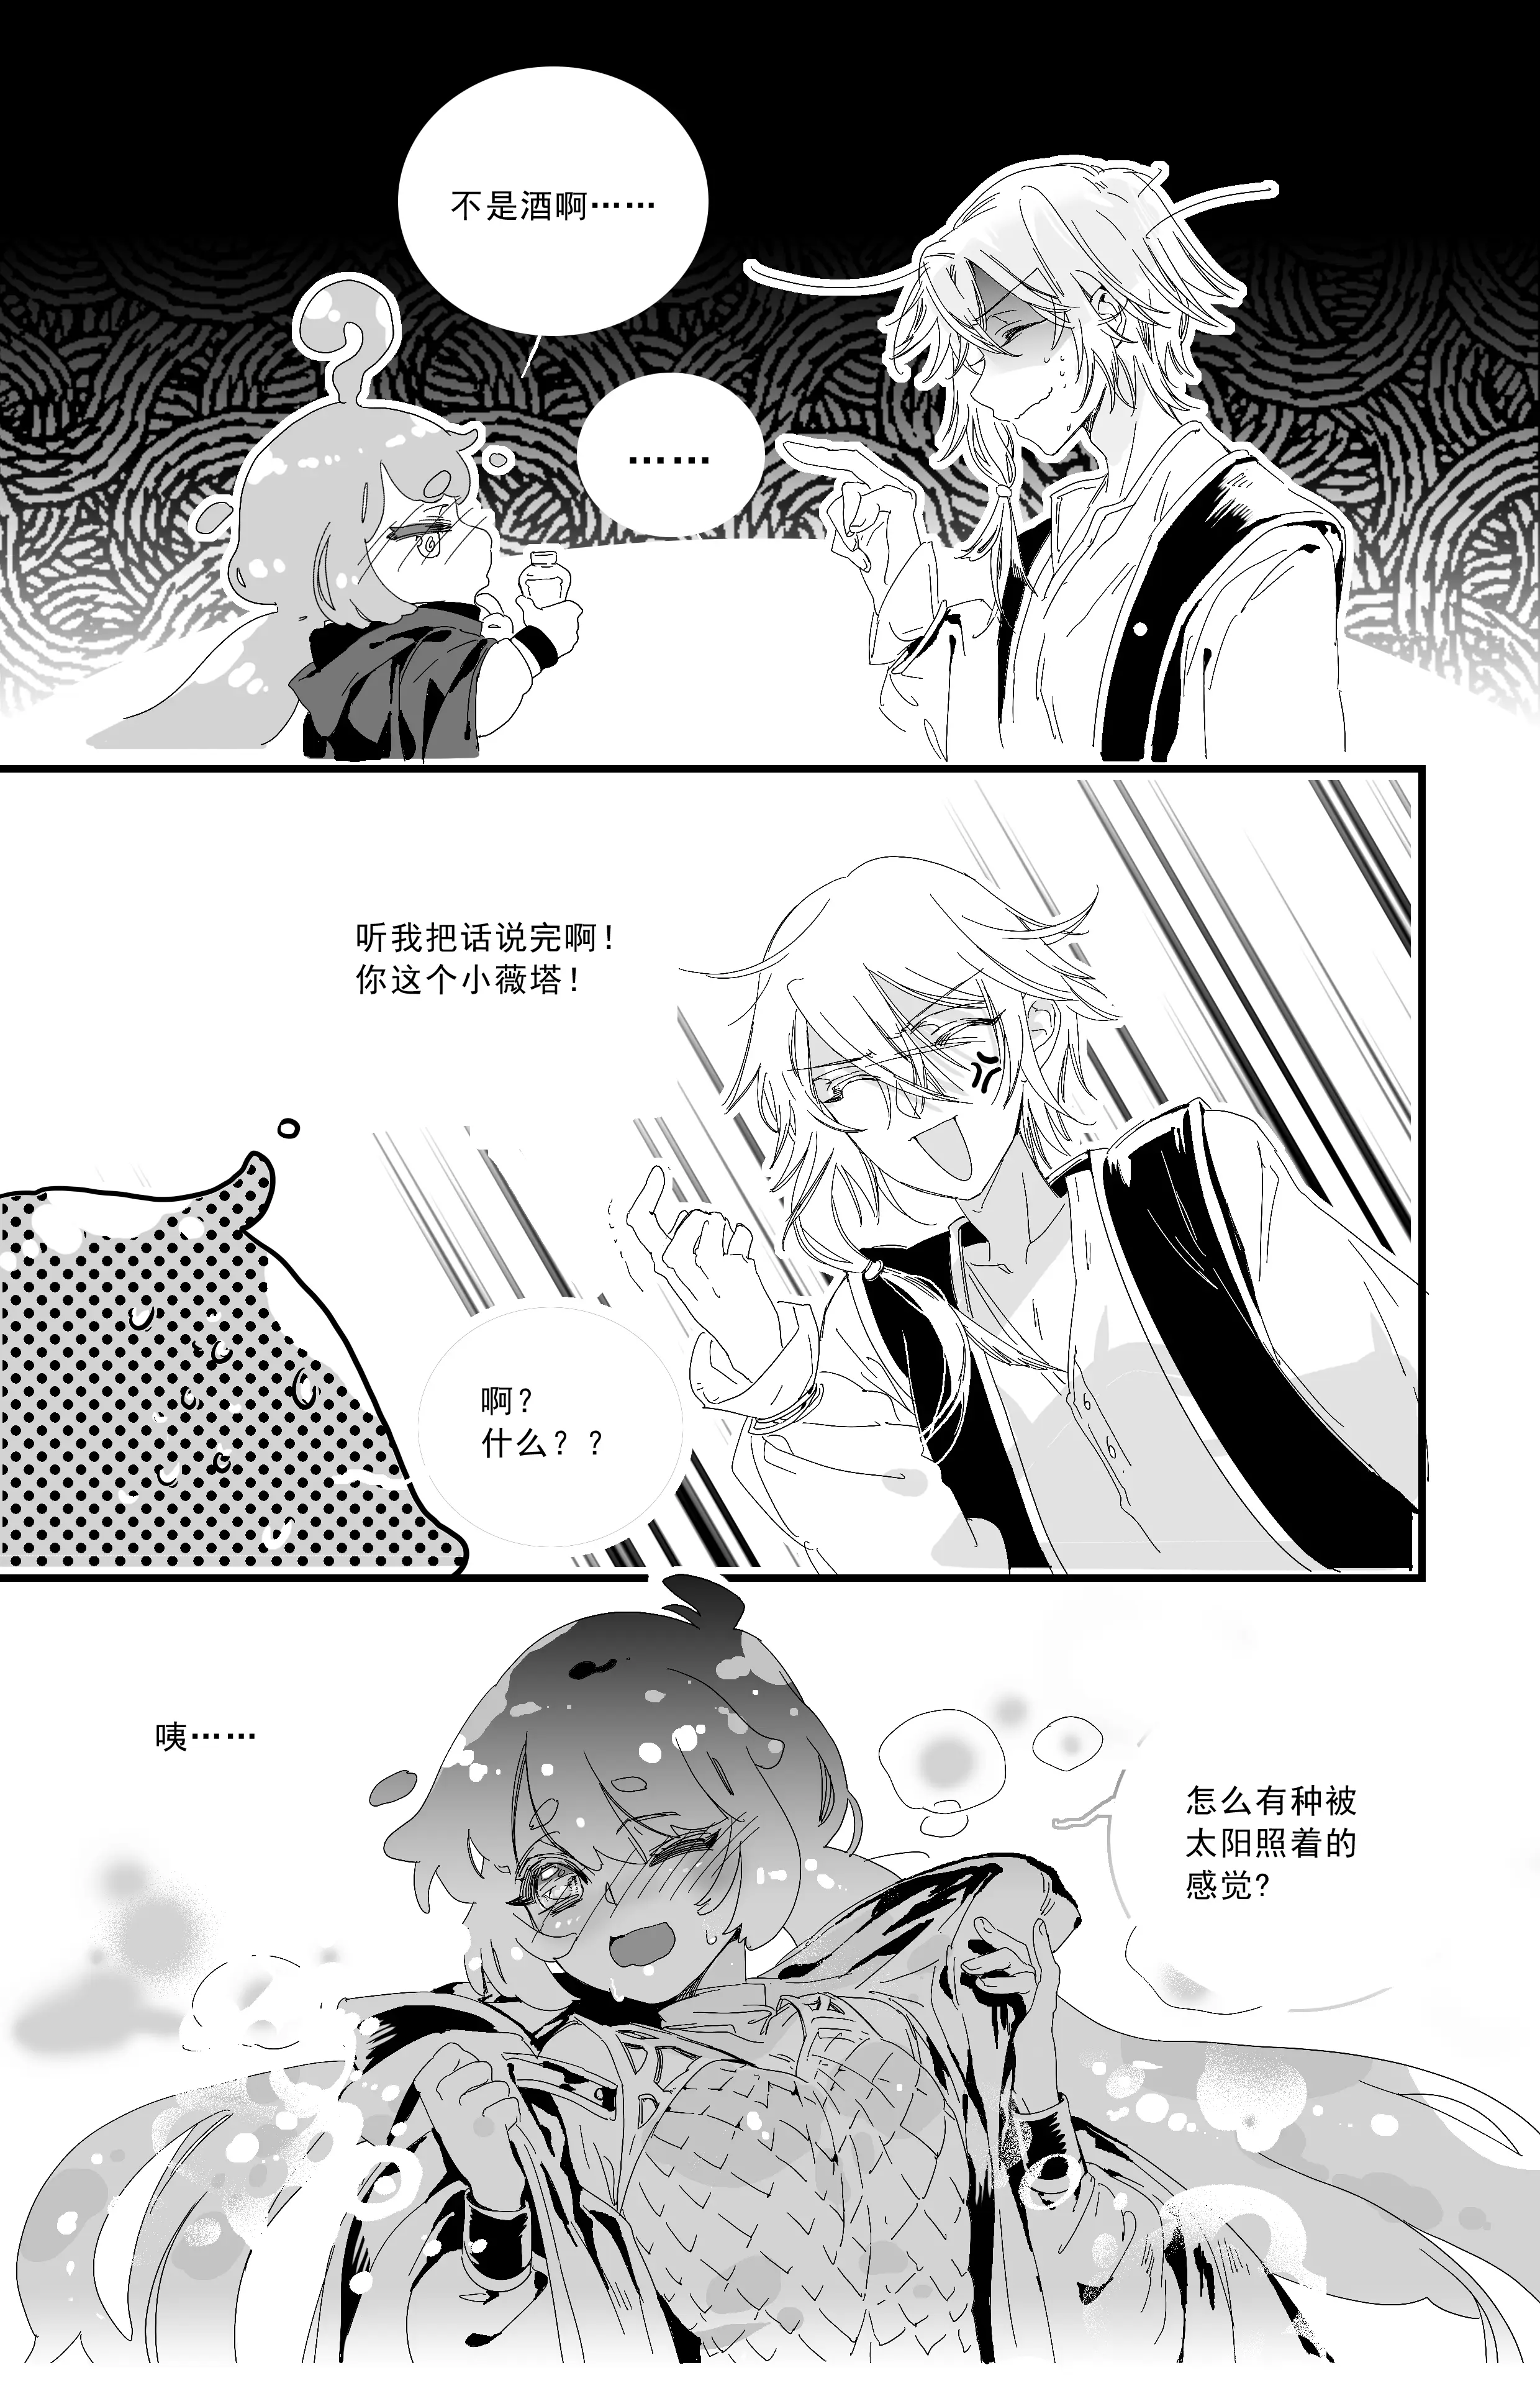 不是酒啊……
……
听我把话说完啊！
你这个小薇塔！
啊？
什么？？
咦……
怎么有种被
太阳照着的
感觉？